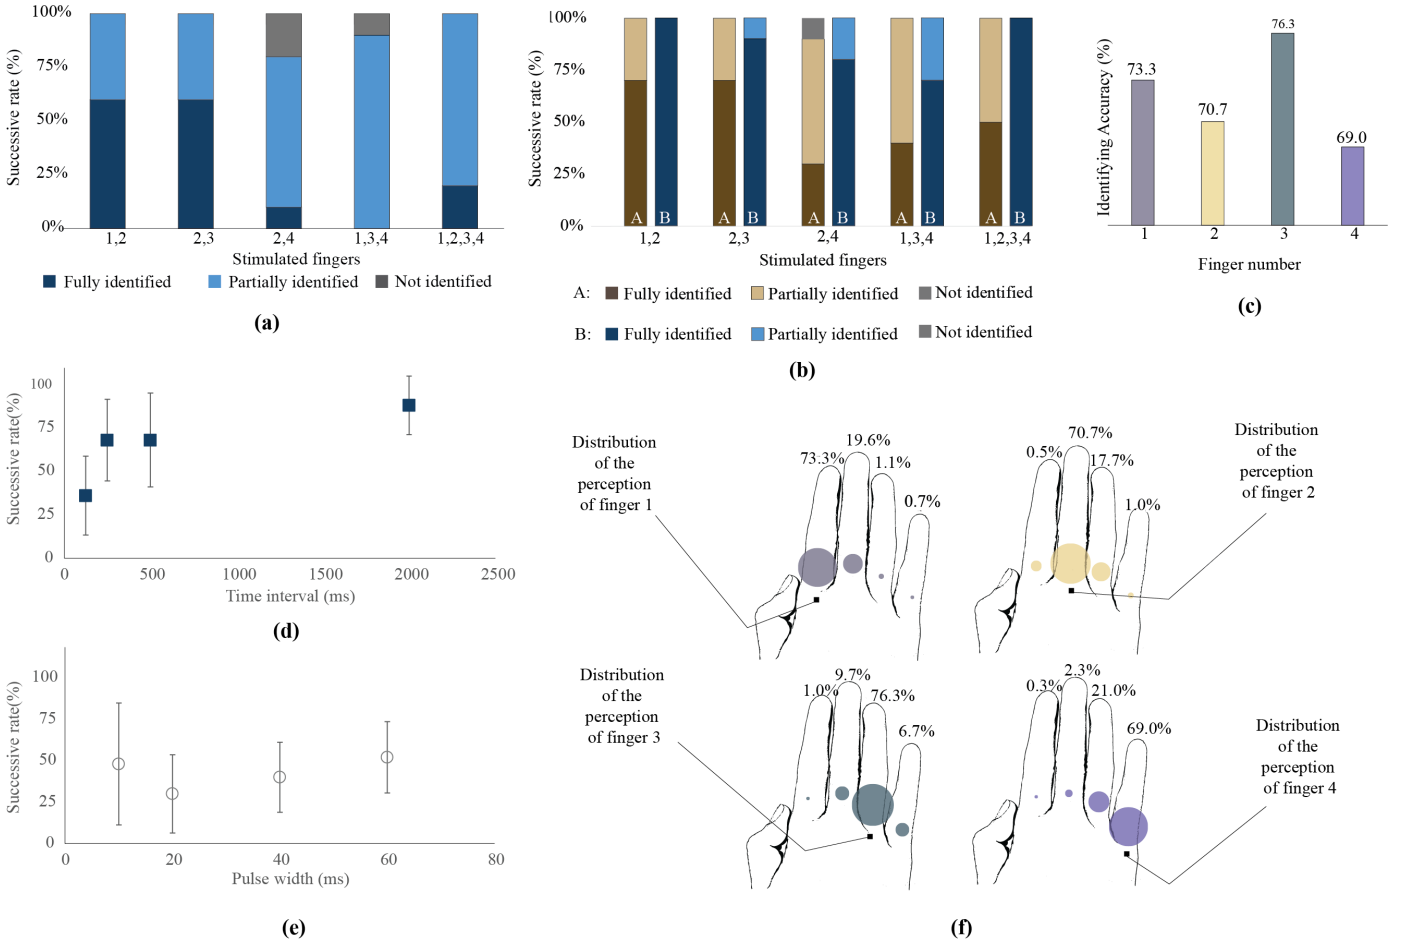 100%
75%
50%
25%
0%
Successive rate (%)
1,2
2,3
2,4
1,3,4
1,2,3,4
Stimulated fingers
Fully identified
Partially identified
Not identified
(a)
100%
75%
50%
25%
0%
Successive rate (%)
A
B
A
B
A
B
A
B
A
B
1,2
2,3
2,4
1,3,4
1,2,3,4
Stimulated fingers
A:
Fully identified
Partially identified
Not identified
B:
Fully identified
Partially identified
Not identified
(b)
Identifying Accuracy (%)
73.3
70.7
76.3
69.0
1
2
3
4
Finger number
(c)
100
75
50
25
0
Successive rate(%)
0
500
1000
1500
2000
2500
Time interval (ms)
(d)
100
75
50
25
0
Successive rate(%)
0
20
40
60
80
Pulse width (ms)
(e)
Distribution
of the
perception
of finger 1
73.3%
19.6%
1.1%
0.7%
0.5%
70.7%
17.7%
1.0%
Distribution
of the
perception
of finger 2
Distribution
of the
perception
of finger 3
1.0%
9.7%
76.3%
6.7%
0.3%
2.3%
21.0%
69.0%
Distribution
of the
perception
of finger 4
(f)